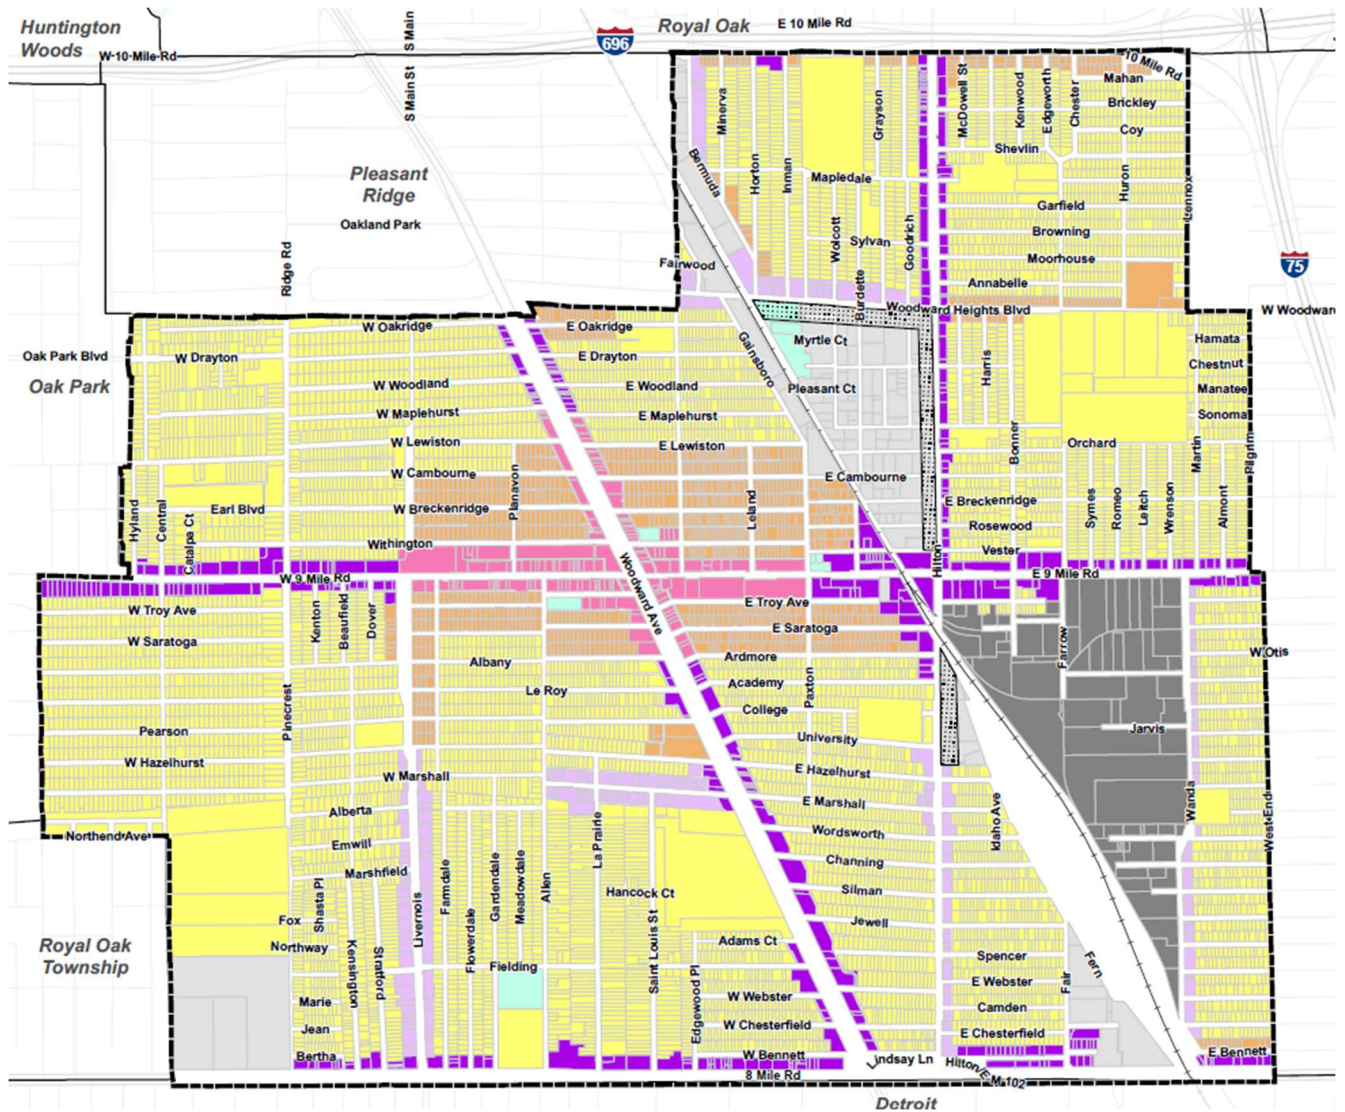 Huntington
Woods
Royal Oak
E 10 Mile Rd
S Main
696
W 10 Mile Rd
10 Mile Rd
S Main St
Mahan
Minerva
Grayson
McDowell St
Kenwood
Edgeworth
Chester
Brickley
Coy
Shevlin
Pleasant
Ridge
Bermuda
Horton
Inman
Mapledale
Huron
Lennox
Oakland Park
Garfield
Wolcott
Sylvan
Goodrich
Browning
Ridge Rd
Fairwood
Moorhouse
75
Burdette
Annabelle
Woodward Heights Blvd
W Woodward
W Oakridge
E Oakridge
Myrtle Ct
Hamata
Oak Park Blvd
W Drayton
E Drayton
Gainsboro
Harris
Chestnut
Oak Park
W Woodland
E Woodland
Pleasant Ct
Manatee
W Maplehurst
E Maplehurst
Sonoma
W Lewiston
E Lewiston
Bonner
Orchard
Martin
Pilgrim
W Cambourne
Planavon
E Cambourne
Hyland
Central
Catalpa Ct
Earl Blvd
W Breckenridge
Leland
E Breckenridge
Symes
Romeo
Leitch
Wrenson
Almont
Rosewood
Withington
Woodward Ave
Hilton
Vester
W 9 Mile Rd
E 9 Mile Rd
W Troy Ave
Kenton
Beaufield
Dover
E Troy Ave
W Saratoga
E Saratoga
Farrow
W Otis
Albany
Ardmore
Le Roy
Academy
Paxton
Pinecrest
College
Pearson
University
Jarvis
W Hazelhurst
W Marshall
E Hazelhurst
Alberta
E Marshall
Idaho Ave
Wanda
West End
Northend Ave
Emwill
La Prairie
Wordsworth
Marshfield
Channing
Shasta Pl
Livernois
Farmdale
Flowerdale
Gardendale
Meadowdale
Allen
Hancock Ct
Silman
Fox
Jewell
Royal Oak
Township
Northway
Kensington
Stratford
Saint Louis St
Adams Ct
Fielding
Edgewood Pl
Spencer
Fern
Fair
Marie
W Webster
E Webster
Camden
Jean
W Chesterfield
E Chesterfield
Bertha
W Bennett
Lindsay Ln
E Bennett
8 Mile Rd
Hilton/E M 102
Detroit